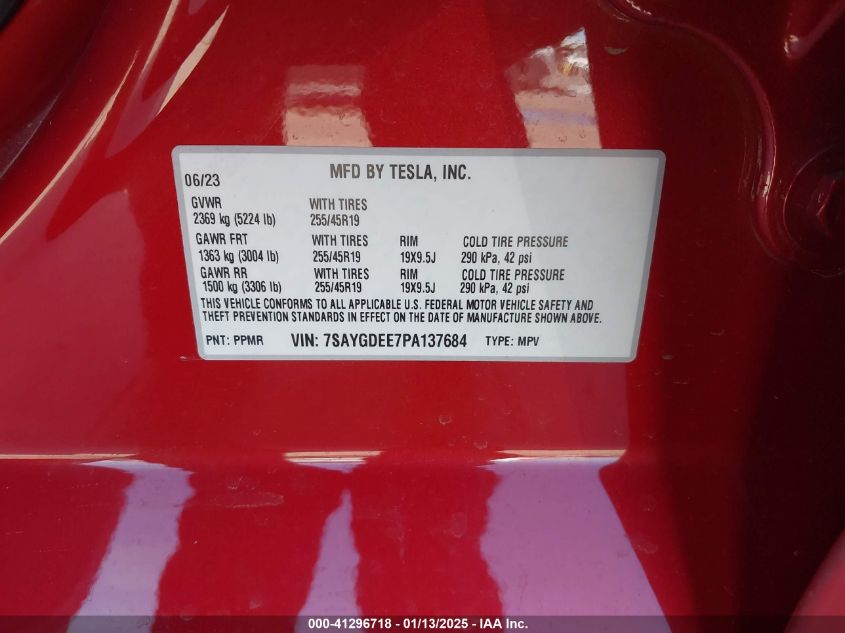 MFD BY TESLA, INC.
06/23
GVWR WITH TIRES
2369 kg (5224 lb) 255/45R19
GAWR FRT WITH TIRES RIM COLD TIRE PRESSURE
1363 kg (3004 lb) 255/45R19 19X9.5J 290 kPa, 42 psi
GAWR RR WITH TIRES RIM COLD TIRE PRESSURE
1500 kg (3306 lb) 255/45R19 19X9.5J 290 kPa, 42 psi
THIS VEHICLE CONFORMS TO ALL APPLICABLE U.S. FEDERAL MOTOR VEHICLE SAFETY AND
THEFT PREVENTION STANDARDS IN EFFECT ON THE DATE OF MANUFACTURE SHOWN ABOVE.
PNT: PPMR VIN: 7SAYGDEE7PA137684 TYPE: MPV
000-41296718 - 01/13/2025 - IAA Inc.